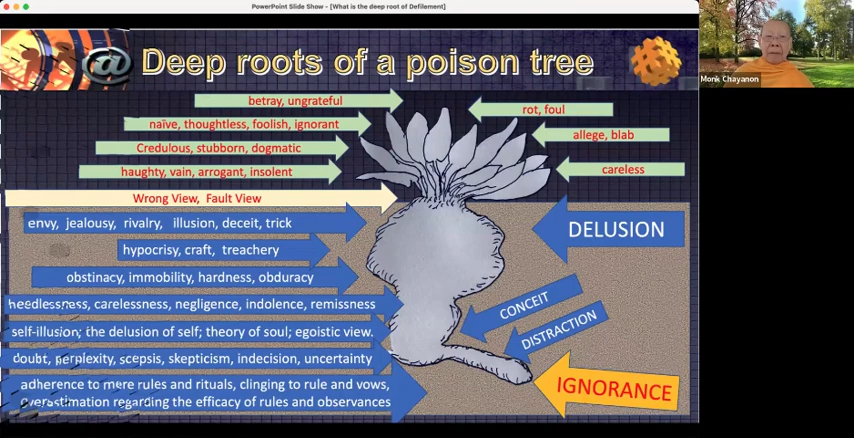 PowerPoint Slide Show - [What is the deep root of Defilement]
@ Deep roots of a poison tree
Monk Chayanon
betray, ungrateful
rot, foul
naïve, thoughtless, foolish, ignorant
allege, blab
Credulous, stubborn, dogmatic
haughty, vain, arrogant, insolent
careless
Wrong View, Fault View
envy, jealousy, rivalry, illusion, deceit, trick
DELUSION
hypocrisy, craft, treachery
obstinacy, immobility, hardness, obduracy
CONCEIT
heedlessness, carelessness, negligence, indolence, remissness
DISTRACTION
self-illusion; the delusion of self; theory of soul; egoistic view.
doubt, perplexity, scepsis, skepticism, indecision, uncertainty
IGNORANCE
adherence to mere rules and rituals, clinging to rule and vows,
overestimation regarding the efficacy of rules and observances